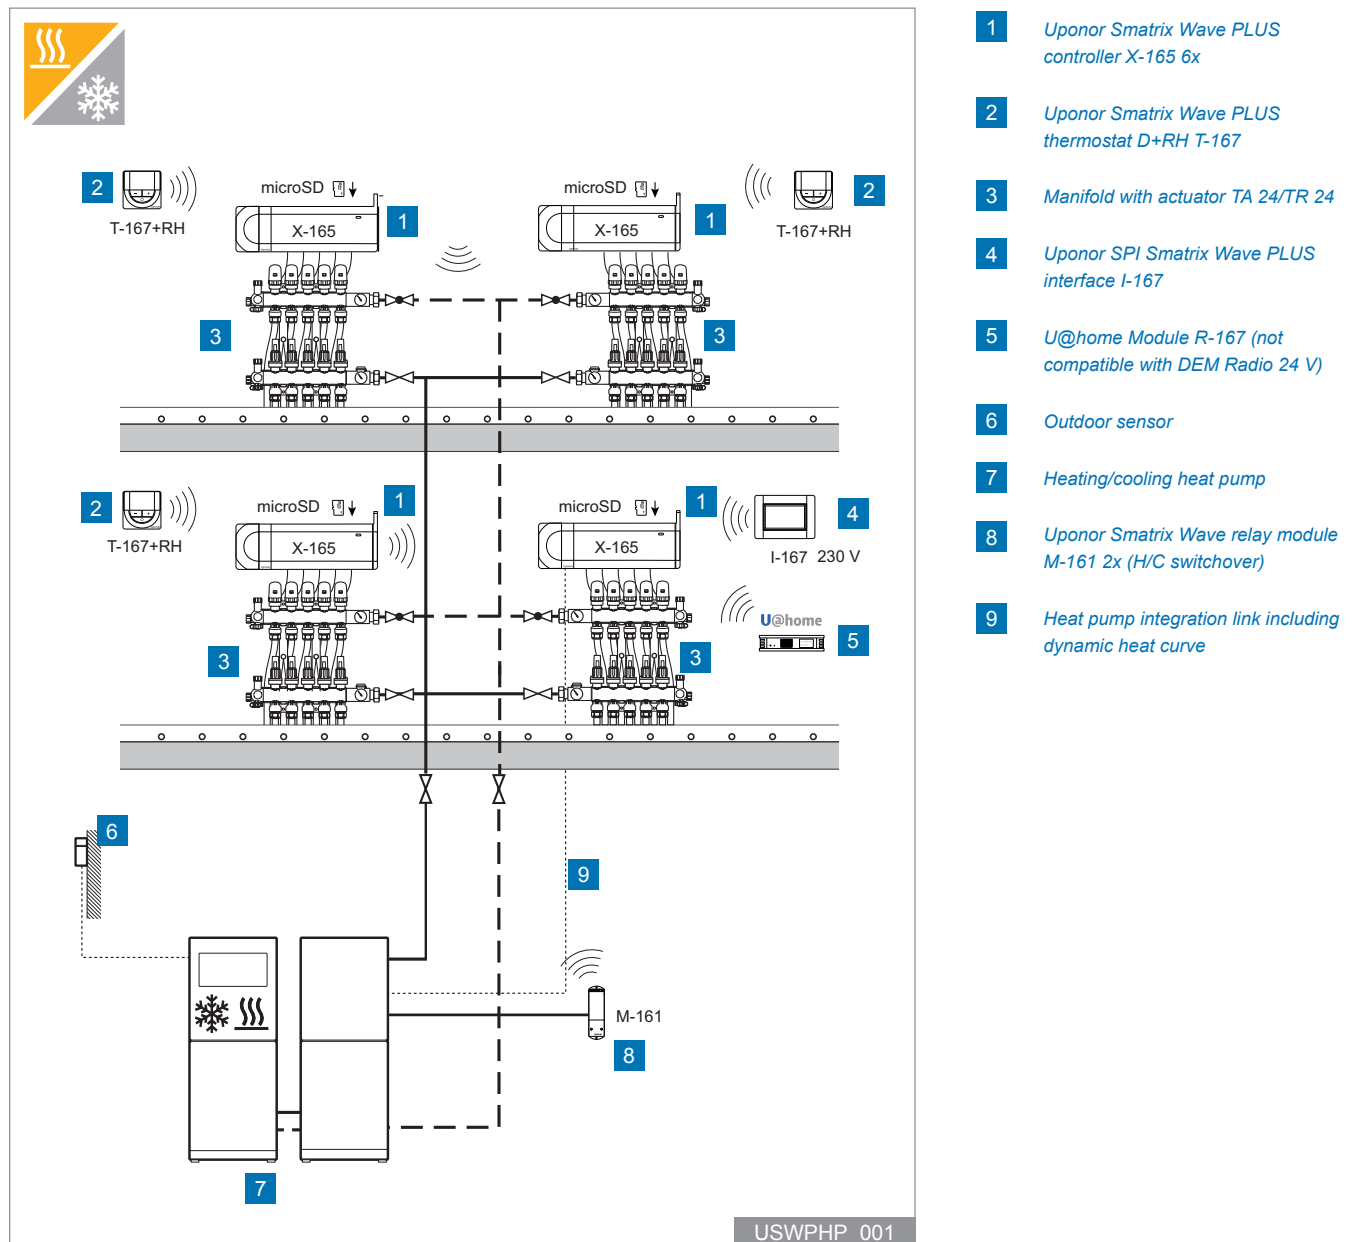 2
T-167+RH
microSD
1
X-165
microSD
1
X-165
2
T-167+RH
3
3
2
T-167+RH
microSD
1
X-165
microSD
1
X-165
4
I-167 230 V
U@home
5
3
3
6
9
M-161
8
7
USWPHP_001
1
Uponor Smatrix Wave PLUS
controller X-165 6x
2
Uponor Smatrix Wave PLUS
thermostat D+RH T-167
3
Manifold with actuator TA 24/TR 24
4
Uponor SPI Smatrix Wave PLUS
interface I-167
5
U@home Module R-167 (not
compatible with DEM Radio 24 V)
6
Outdoor sensor
7
Heating/cooling heat pump
8
Uponor Smatrix Wave relay module
M-161 2x (H/C switchover)
9
Heat pump integration link including
dynamic heat curve